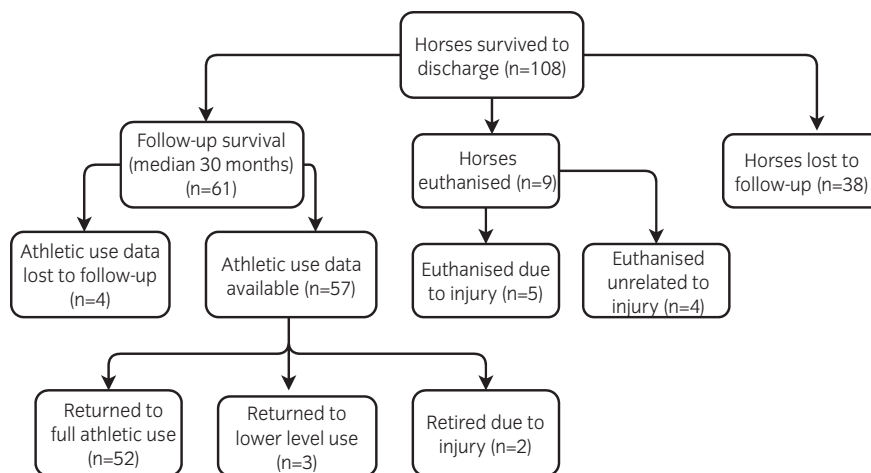 Horses survived to
discharge (n=108)
Follow-up survival
(median 30 months)
(n=61)
Horses
euthanised (n=9)
Horses lost to
follow-up (n=38)
Athletic use data
lost to follow-up
(n=4)
Athletic use data
available (n=57)
Euthanised due
to injury (n=5)
Euthanised
unrelated to
injury (n=4)
Returned to
full athletic use
(n=52)
Returned to
lower level use
(n=3)
Retired due to
injury (n=2)